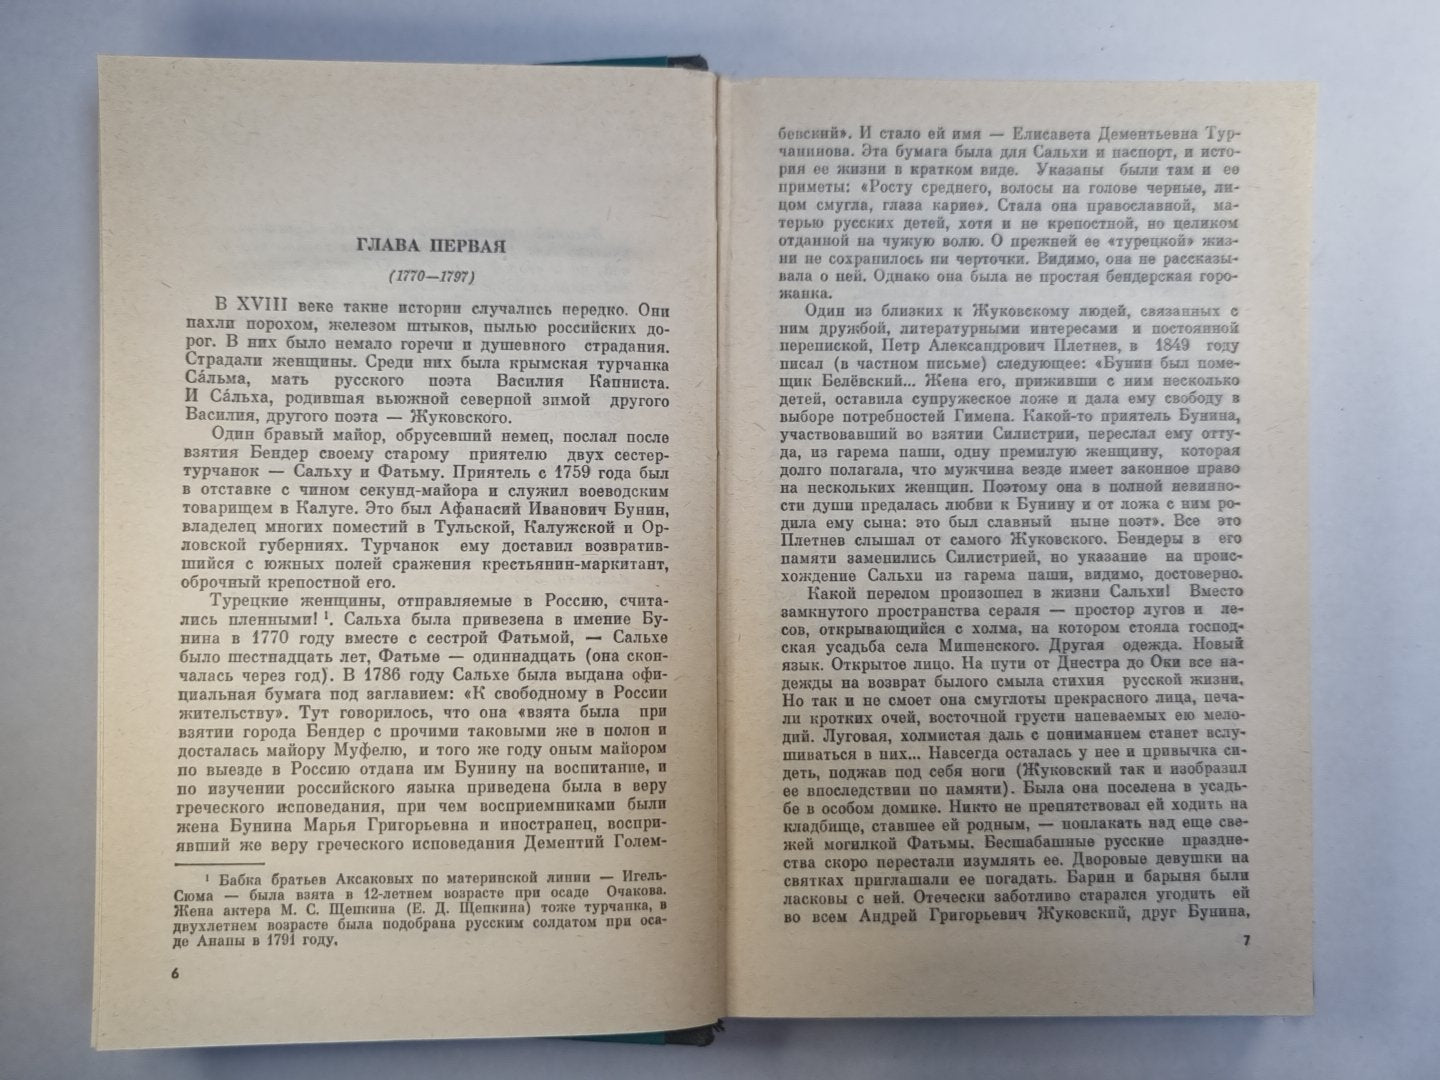 ГЛАВА ПЕРВАЯ
(1770—1797)
В XVIII веке такие истории случались нередко. Они
пахли порохом, железом штыков, пылью российских до-
рог. В них было немало горечи и душевного страдания.
Страдали женщины. Среди них была крымская турчанка
Са́льма, мать русского поэта Василия Капниста.
И Са́льха, родившая вьюжной северной зимой другого
Василия, другого поэта — Жуковского.
Один бравый майор, обрусевший немец, послал после
взятия Бендер своему старому приятелю двух сестер-
турчанок — Сальху и Фатьму. Приятель с 1759 года был
в отставке с чином секунд-майора и служил воеводским
товарищем в Калуге. Это был Афанасий Иванович Бунин,
владелец многих поместий в Тульской, Калужской и Ор-
ловской губерниях. Турчанок ему доставил возвратив-
шийся с южных полей сражения крестьянин-маркитант,
оброчный крепостной его.
Турецкие женщины, отправляемые в Россию, счита-
лись пленными! ¹. Сальха была привезена в имение Бу-
нина в 1770 году вместе с сестрой Фатьмой, — Сальхе
было шестнадцать лет, Фатьме — одиннадцать (она скон-
чалась через год). В 1786 году Сальхе была выдана офи-
циальная бумага под заглавием: «К свободному в России
жительству». Тут говорилось, что она «взята была при
взятии города Бендер с прочими таковыми же в полон и
досталась майору Муфелю, и того же году оным майором
по выезде в Россию отдана им Бунину на воспитание, и
по изучении российского языка приведена была в веру
греческого исповедания, при чем восприемниками были
жена Бунина Марья Григорьевна и иностранец, воспри-
явший же веру греческого исповедания Дементий Голем-
¹ Бабка братьев Аксаковых по материнской линии — Игель-
Сюма — была взята в 12-летнем возрасте при осаде Очакова.
Жена актера М. С. Щепкина (Е. Д. Щепкина) тоже турчанка, в
двухлетнем возрасте была подобрана русским солдатом при оса-
де Анапы в 1791 году.
6
бевский». И стало ей имя — Елисавета Дементьевна Тур-
чанинова. Эта бумага была для Сальхи и паспорт, и исто-
рия ее жизни в кратком виде. Указаны были там и ее
приметы: «Росту среднего, волосы на голове черные, ли-
цом смугла, глаза карие». Стала она православной, ма-
терью русских детей, хотя и не крепостной, но целиком
отданной на чужую волю. О прежней ее «турецкой» жиз-
ни не сохранилось ни черточки. Видимо, она не рассказы-
вала о ней. Однако она была не простая бендерская горо-
жанка.
Один из близких к Жуковскому людей, связанных с
ним дружбой, литературными интересами и постоянной
перепиской, Петр Александрович Плетнев, в 1849 году
писал (в частном письме) следующее: «Бунин был поме-
щик Белёвский... Жена его, приживши с ним несколько
детей, оставила супружеское ложе и дала ему свободу в
выборе потребностей Гимена. Какой-то приятель Бунина,
участвовавший во взятии Силистрии, переслал ему отту-
да, из гарема паши, одну премилую женщину, которая
долго полагала, что мужчина везде имеет законное право
на нескольких женщин. Поэтому она в полной невинно-
сти души предалась любви к Бунину и от ложа с ним ро-
дила ему сына: это был славный ныне поэт». Все это
Плетнев слышал от самого Жуковского. Бендеры в его
памяти заменились Силистрией, но указание на проис-
хождение Сальхи из гарема паши, видимо, достоверно.
Какой перелом произошел в жизни Сальхи! Вместо
замкнутого пространства сераля — простор лугов и ле-
сов, открывающийся с холма, на котором стояла господ-
ская усадьба села Мишенского. Другая одежда. Новый
язык. Открытое лицо. На пути от Днестра до Оки все на-
дежды на возврат былого смыла стихия русской жизни.
Но так и не смоет она смуглоты прекрасного лица, печа-
ли кротких очей, восточной грусти напеваемых ею мело-
дий. Луговая, холмистая даль с пониманием станет вслу-
шиваться в них... Навсегда осталась у нее и привычка си-
деть, поджав под себя ноги (Жуковский так и изобразил
ее впоследствии по памяти). Была она поселена в усадь-
бе в особом домике. Никто не препятствовал ей ходить на
кладбище, ставшее ей родным, — поплакать над еще све-
жей могилкой Фатьмы. Бесшабашные русские праздне-
ства скоро перестали изумлять ее. Дворовые девушки на
святках приглашали ее погадать. Барин и барыня были
ласковы с ней. Отечески заботливо старался угодить ей
во всем Андрей Григорьевич Жуковский, друг Бунина,
7